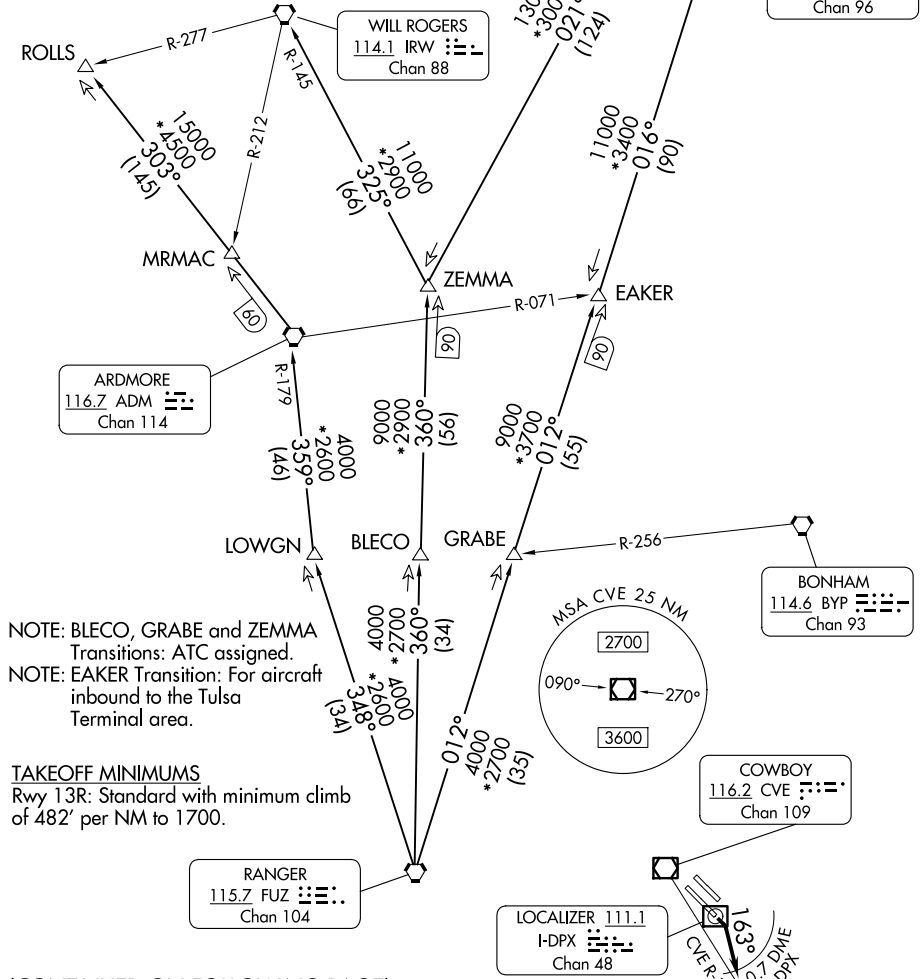 Chan 96
WILL ROGERS
114.1 IRW
Chan 88
ROLLS
R-277
R-145
R-212
*300
021°
(124)
15000
*4500
303°
(145)
11000
*2900
325°
(66)
11000
*3400
016°
(90)
MRMAC
60
ZEMMA
R-071
EAKER
90
90
ARDMORE
116.7 ADM
Chan 114
R-179
4000
*2600
359°
(46)
9000
*2900
360°
(56)
9000
*3700
012°
(55)
LOWGN
BLECO
GRABE
R-256
BONHAM
114.6 BYP
Chan 93
NOTE: BLECO, GRABE and ZEMMA
Transitions: ATC assigned.
NOTE: EAKER Transition: For aircraft
inbound to the Tulsa
Terminal area.
4000
*2600
348°
(34)
4000
*2700
360°
(34)
012°
4000
*2700
(35)
MSA CVE 25 NM
2700
090°
270°
3600
TAKEOFF MINIMUMS
Rwy 13R: Standard with minimum climb
of 482' per NM to 1700.
COWBOY
116.2 CVE
Chan 109
RANGER
115.7 FUZ
Chan 104
LOCALIZER 111.1
I-DPX
Chan 48
163°
CVE R-
0.7 DME
DPX